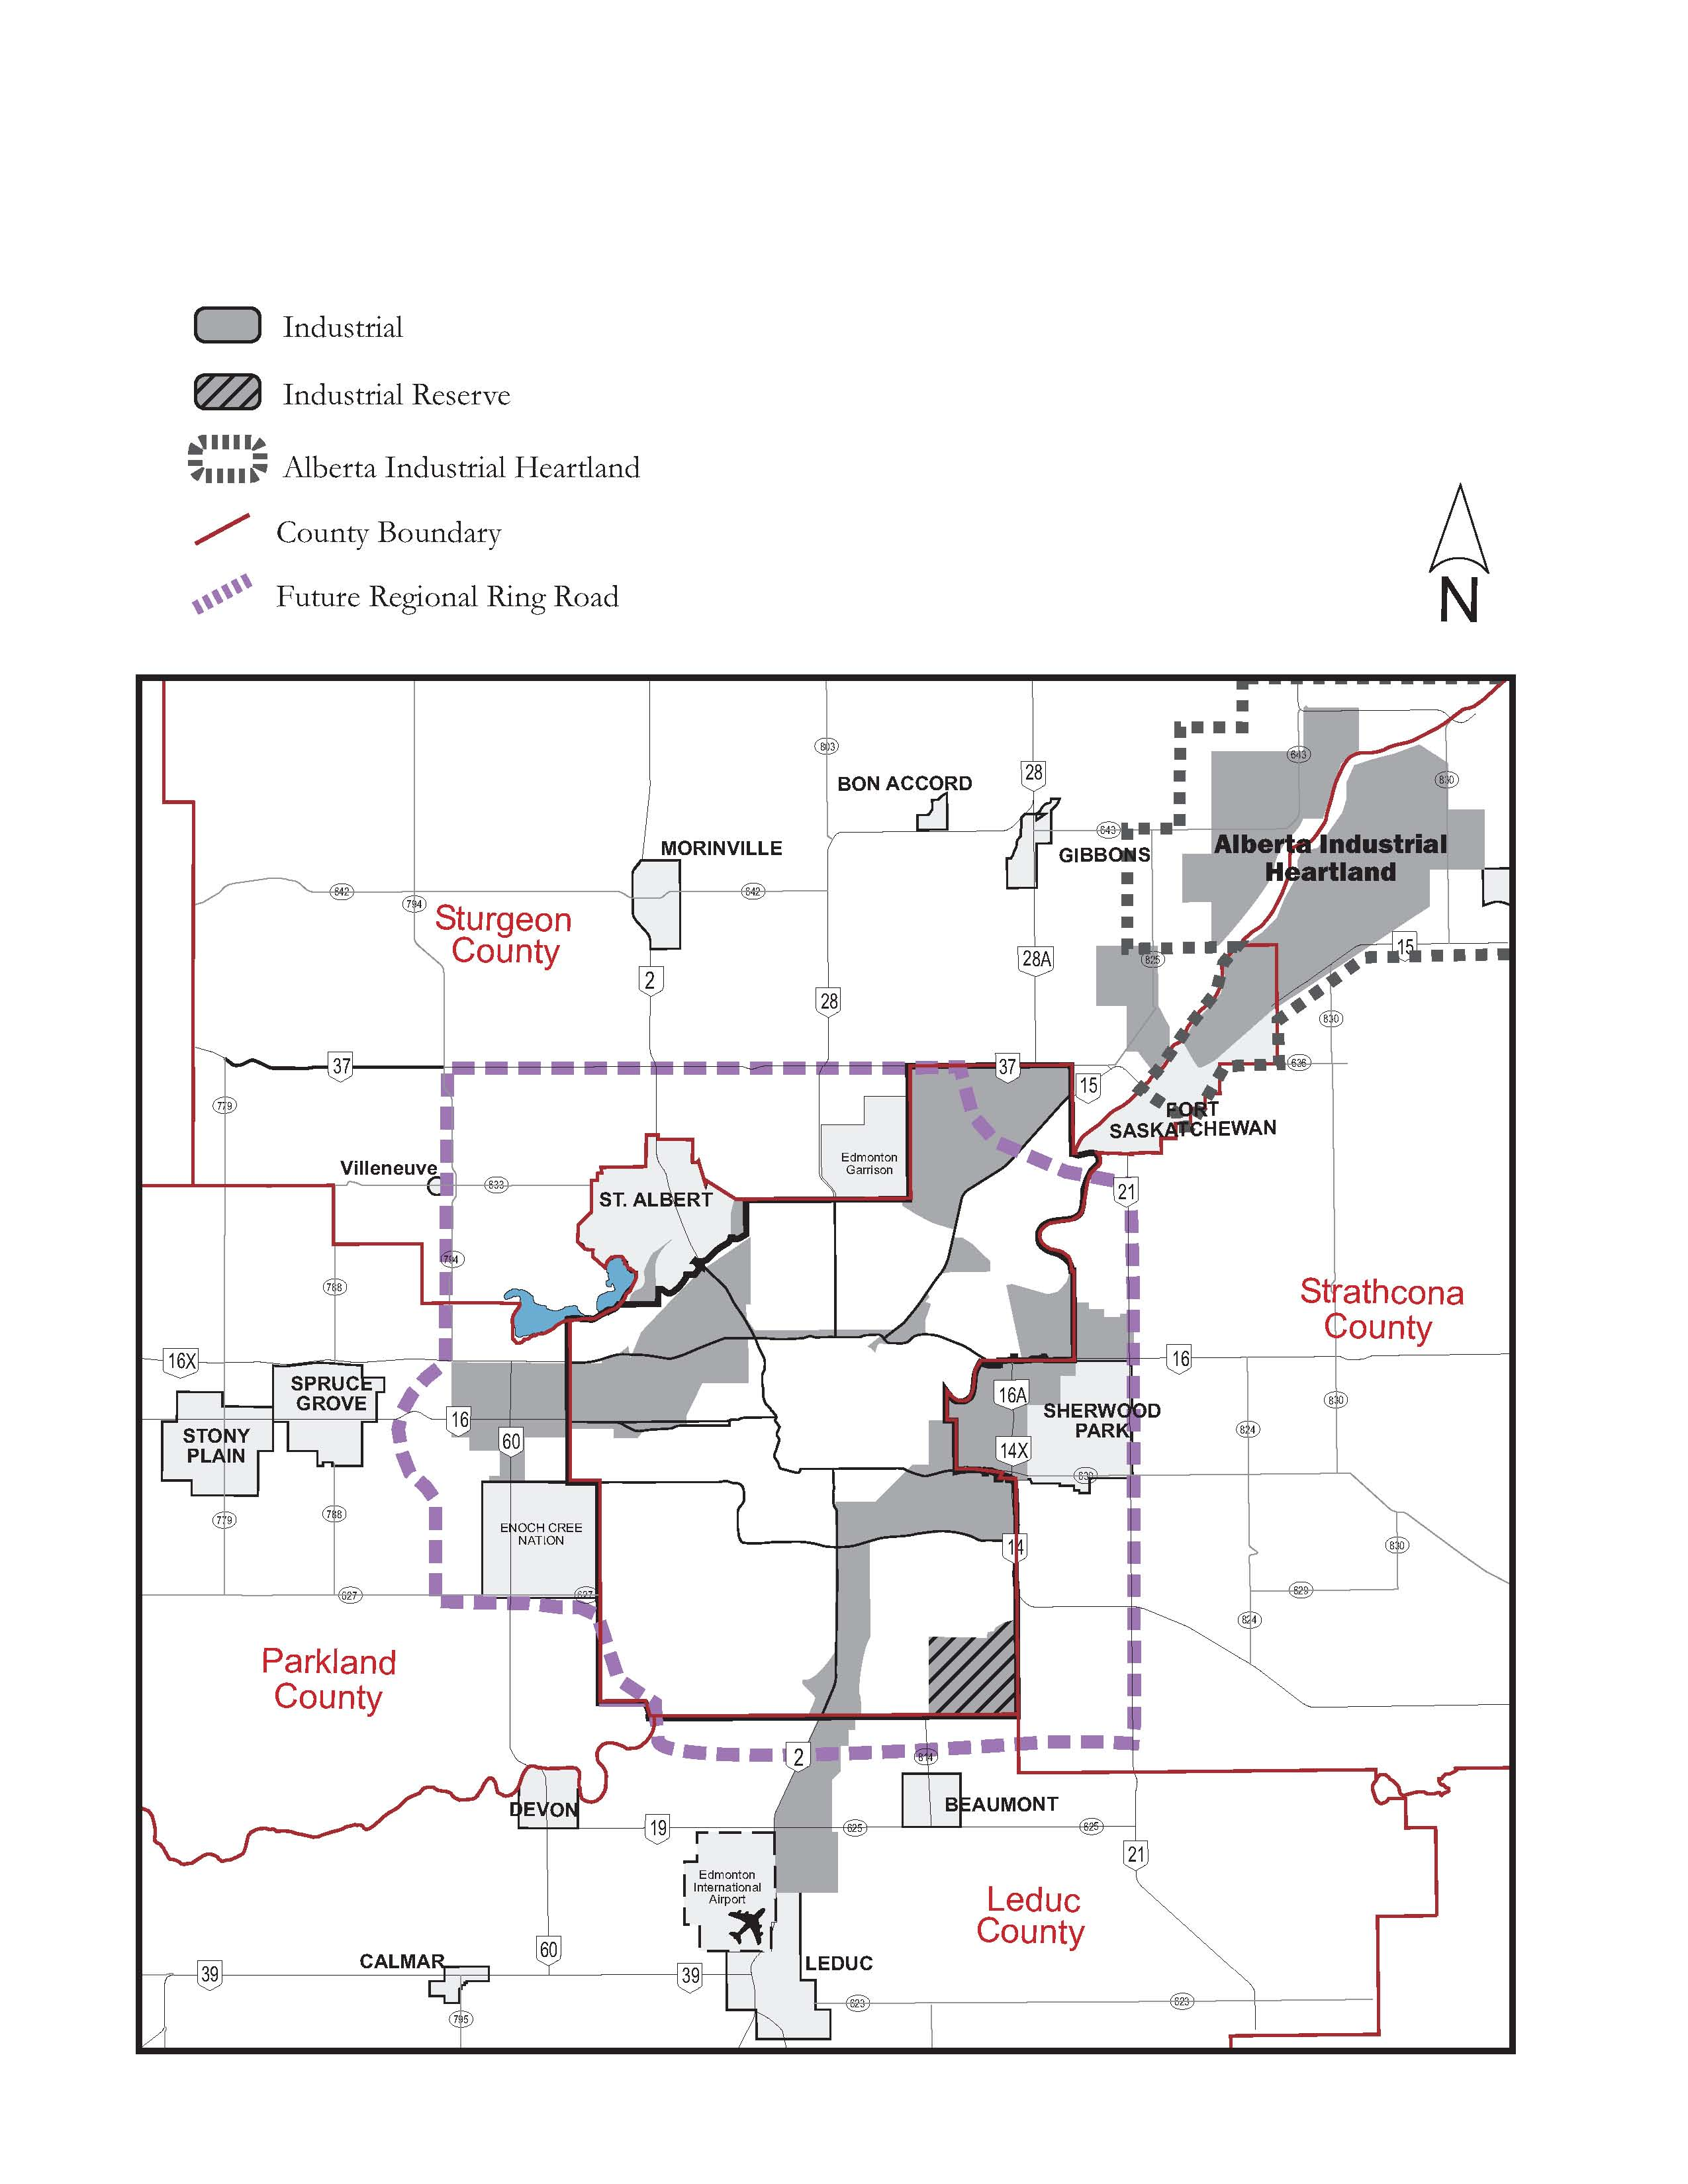 Industrial
Industrial Reserve
Alberta Industrial Heartland
County Boundary
Future Regional Ring Road
N
803
BON ACCORD
28
643
830
MORINVILLE
643
GIBBONS
Alberta Industrial
Heartland
642
642
794
Sturgeon
County
2
28A
825
15
28
830
37
37
15
636
779
FORT
SASKATCHEWAN
Edmonton
Garrison
Villeneuve
633
ST. ALBERT
21
794
788
Strathcona
County
16X
16
SPRUCE
GROVE
16A
SHERWOOD
PARK
830
STONY
PLAIN
16
60
14X
824
630
779
788
ENOCH CREE
NATION
14
830
627
627
629
824
Parkland
County
2
814
DEVON
BEAUMONT
19
625
625
21
Edmonton
International
Airport
Leduc
County
60
CALMAR
39
39
LEDUC
795
623
623